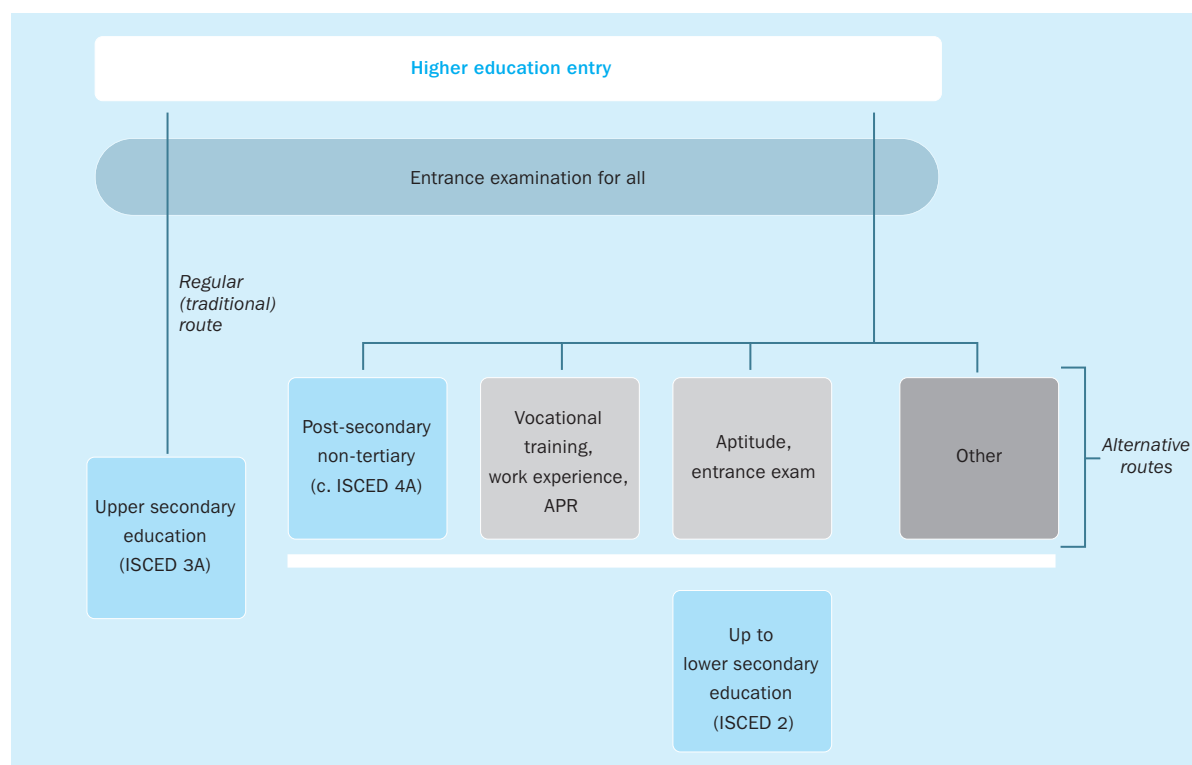 Higher education entry
Entrance examination for all
Regular
(traditional)
route
Post-secondary
non-tertiary
(c. ISCED 4A)
Vocational
training,
work experience,
APR
Aptitude,
entrance exam
Other
Alternative
routes
Upper secondary
education
(ISCED 3A)
Up to
lower secondary
education
(ISCED 2)